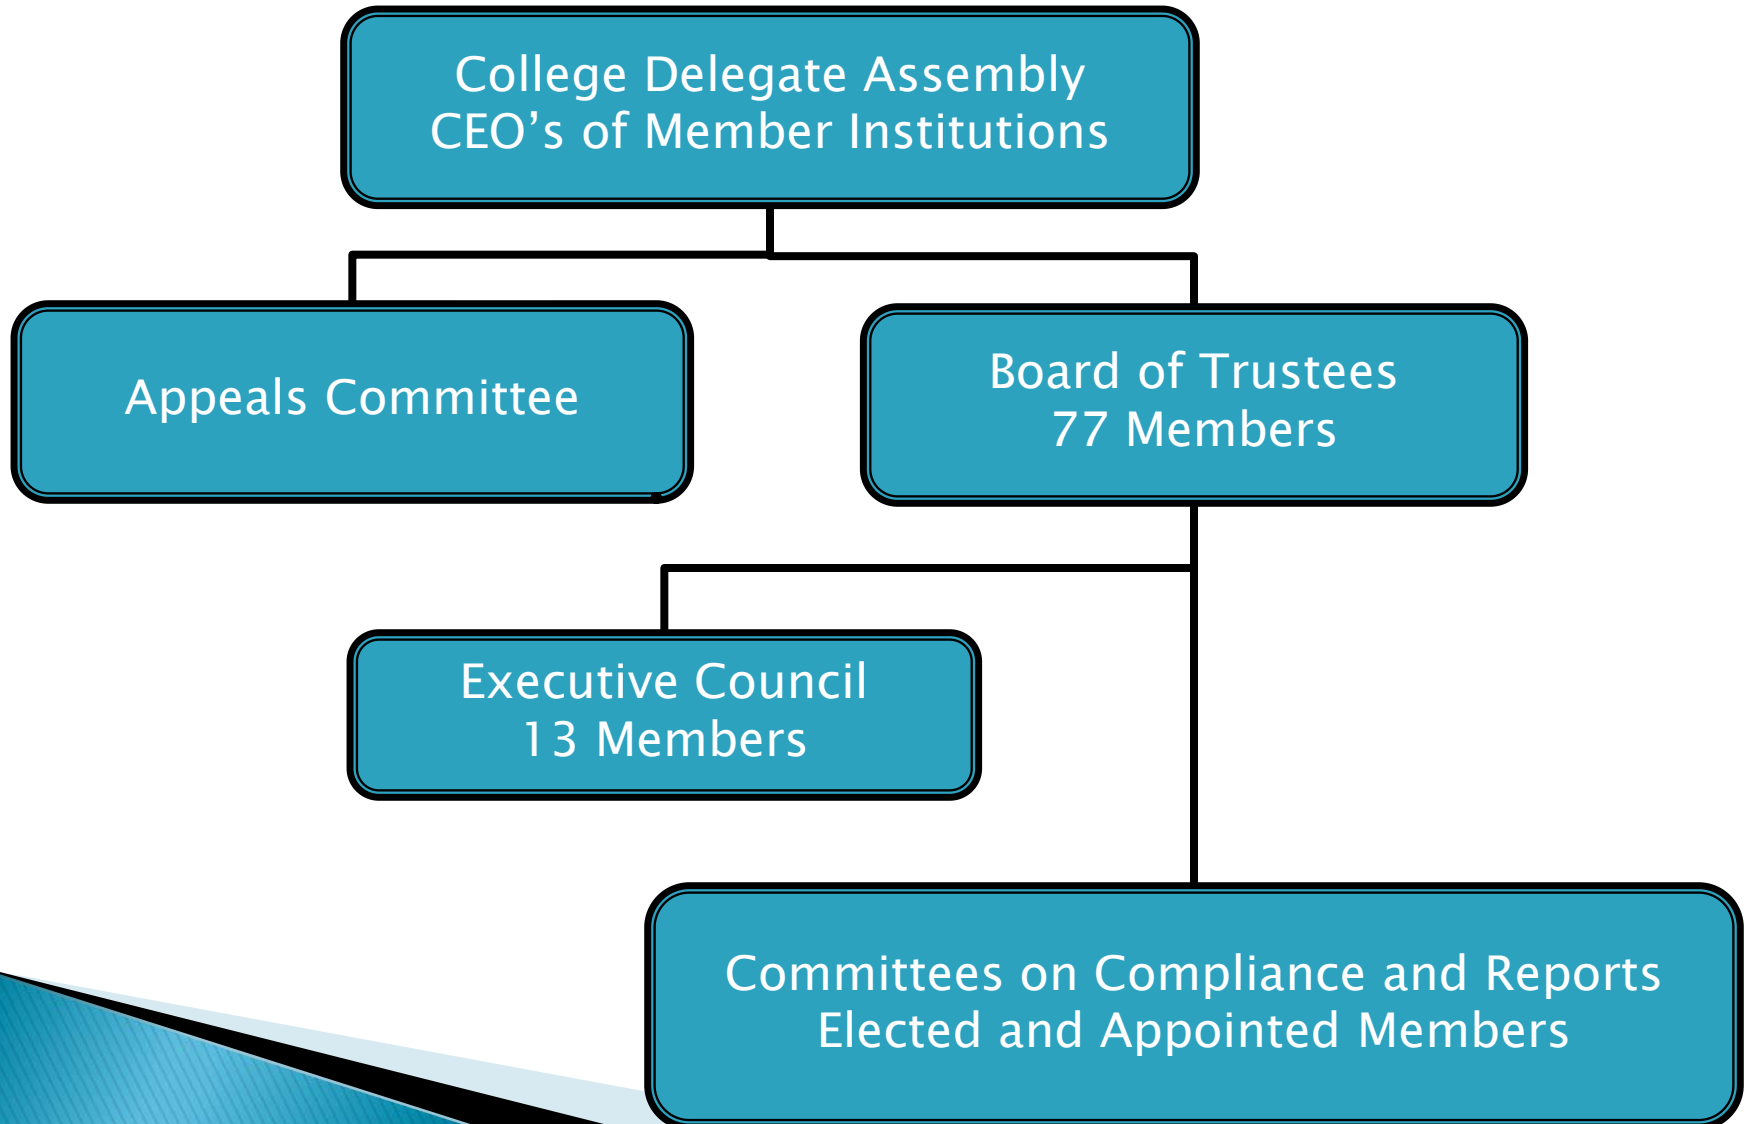 College Delegate Assembly
CEO’s of Member Institutions
Appeals Committee
Board of Trustees
77 Members
Executive Council
13 Members
Committees on Compliance and Reports
Elected and Appointed Members